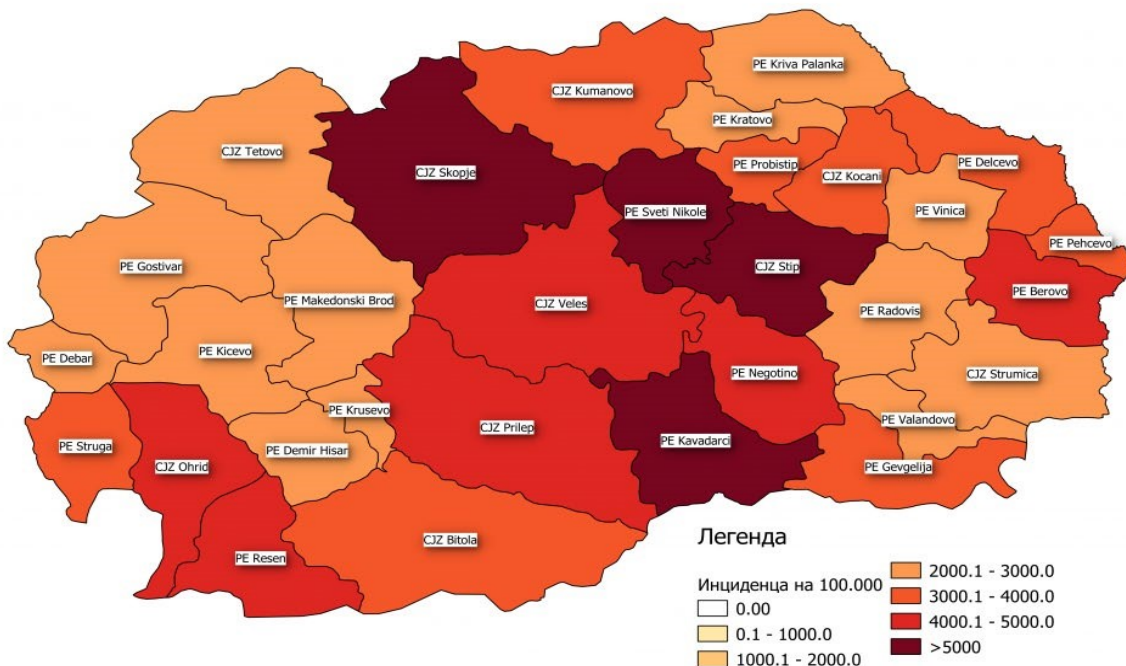 PE Kriva Palanka
CJZ Kumanovo
PE Kratovo
CJZ Tetovo
PE Probistip
PE Delcevo
CJZ Skopje
CJZ Kocani
PE Sveti Nikole
PE Vinica
PE Pehcevo
PE Gostivar
CJZ Stip
PE Berovo
PE Makedonski Brod
CJZ Veles
PE Radovis
PE Debar
PE Kicevo
PE Negotino
CJZ Strumica
PE Krusevo
PE Valandovo
CJZ Prilep
PE Kavadarci
PE Struga
PE Demir Hisar
CJZ Ohrid
PE Gevgelija
CJZ Bitola
PE Resen
Легенда
Инциденца на 100.000
0.00
0.1 - 1000.0
1000.1 - 2000.0
2000.1 - 3000.0
3000.1 - 4000.0
4000.1 - 5000.0
>5000